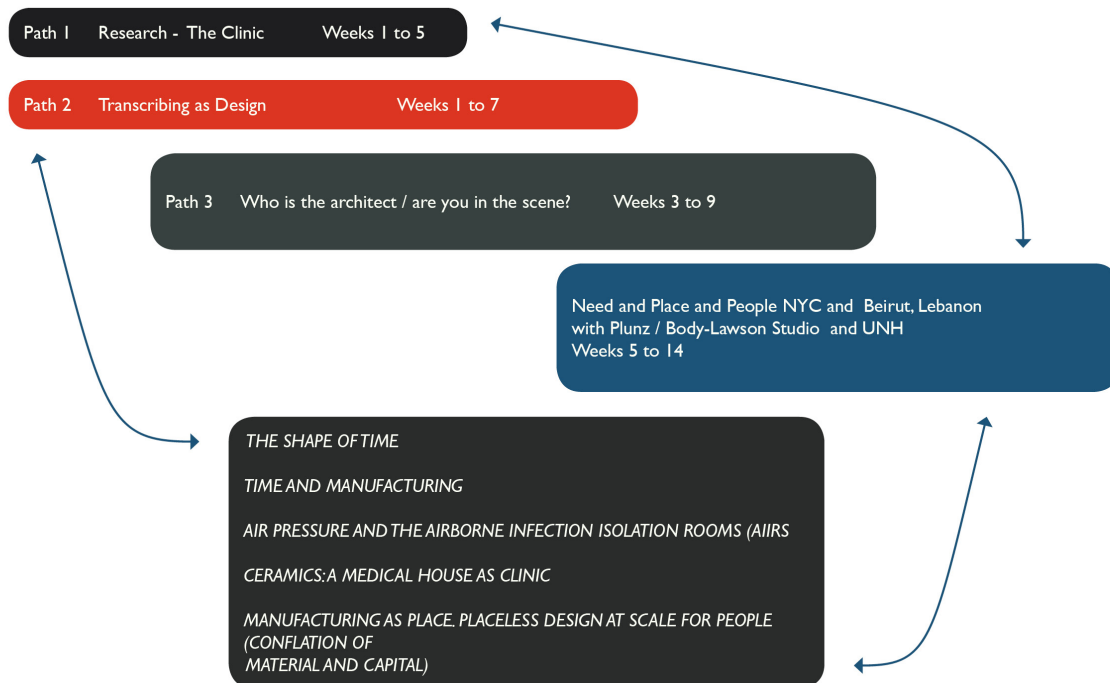 Path 1 Research - The Clinic Weeks 1 to 5
Path 2 Transcribing as Design Weeks 1 to 7
Path 3 Who is the architect / are you in the scene? Weeks 3 to 9
Need and Place and People NYC and Beirut, Lebanon
with Plunz / Body-Lawson Studio and UNH
Weeks 5 to 14
THE SHAPE OF TIME
TIME AND MANUFACTURING
AIR PRESSURE AND THE AIRBORNE INFECTION ISOLATION ROOMS (AIIRS
CERAMICS: A MEDICAL HOUSE AS CLINIC
MANUFACTURING AS PLACE. PLACELESS DESIGN AT SCALE FOR PEOPLE
(CONFLATION OF
MATERIAL AND CAPITAL)